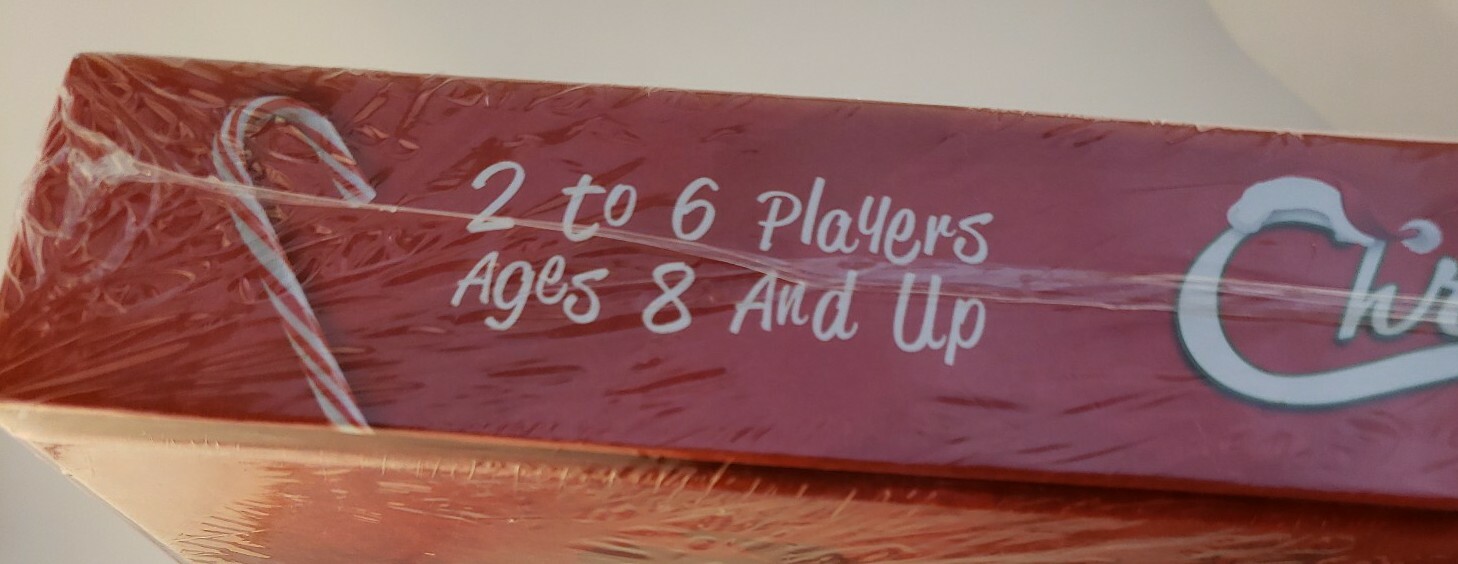 2 to 6 Players
Ages 8 And Up